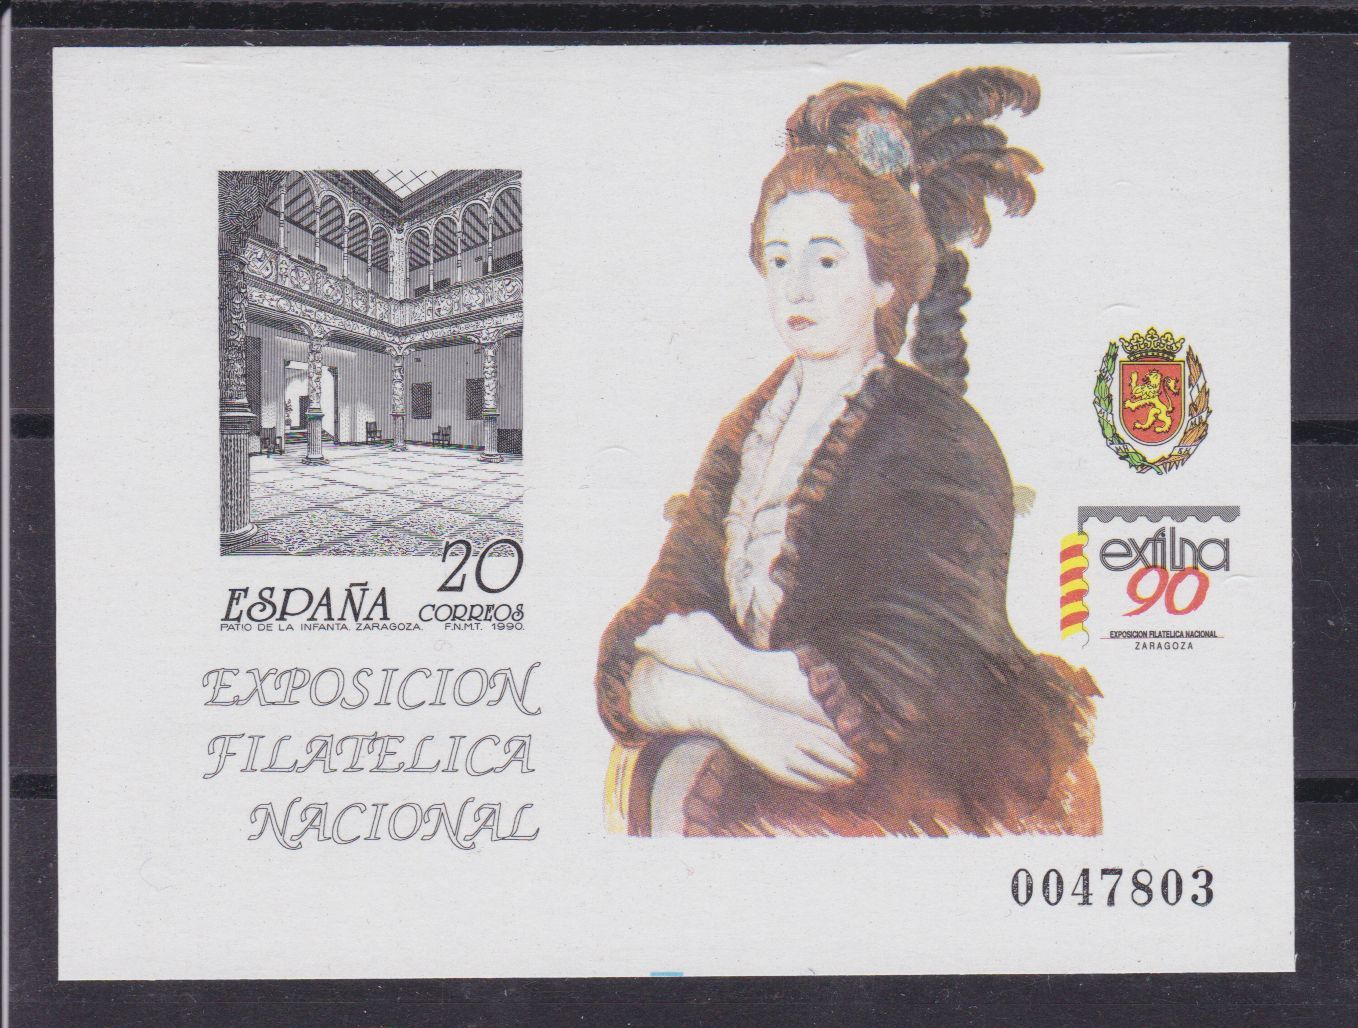 20
ESPAÑA CORREOS
PATIO DE LA INFANTA. ZARAGOZA. F.N.M.T. 1990.
EXPOSICION
FILATELICA
NACIONAL
exfilna
90
EXPOSICION FILATELICA NACIONAL
ZARAGOZA
0047803